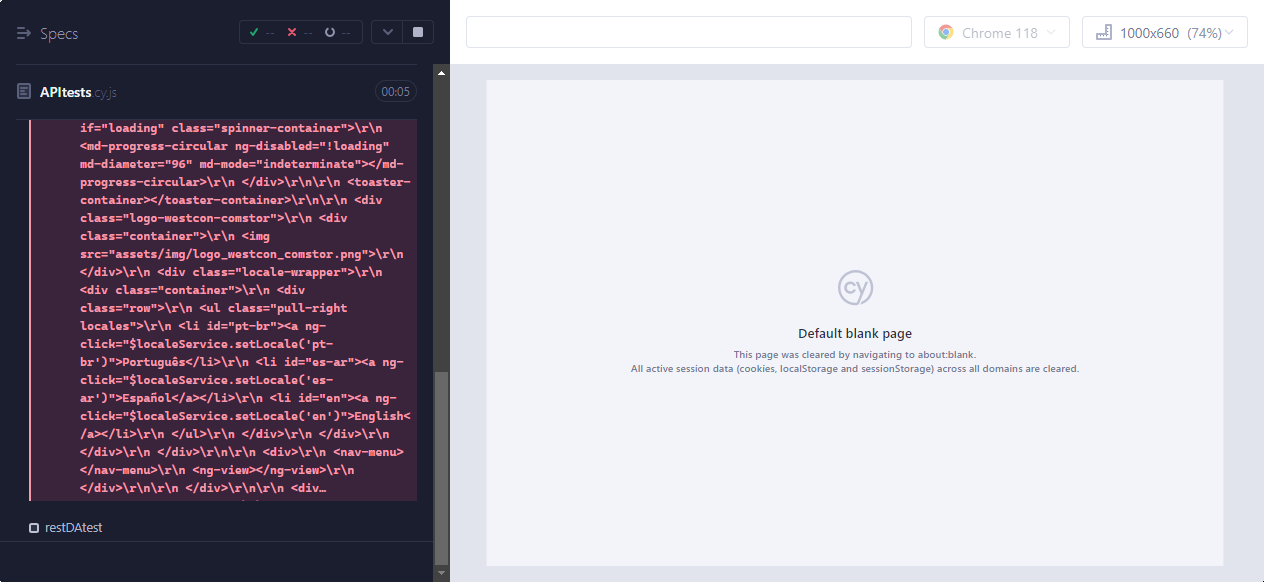 Specs
-- -- --
Chrome 118
1000x660 (74%)
APItests.cy.js
00:05
if="loading" class="spinner-container">\r\n
<md-progress-circular ng-disabled="!loading"
md-diameter="96" md-mode="indeterminate"></md-
progress-circular>\r\n </div>\r\n\r\n <toaster-
container></toaster-container>\r\n\r\n <div
class="logo-westcon-comstor">\r\n <div
class="container">\r\n <img
src="assets/img/logo_westcon_comstor.png">\r\n
</div>\r\n <div class="locale-wrapper">\r\n
<div class="container">\r\n <div
class="row">\r\n <ul class="pull-right
locales">\r\n <li id="pt-br"><a ng-
click="$localeService.setLocale('pt-
br')">Português</li>\r\n <li id="es-ar"><a ng-
click="$localeService.setLocale('es-
ar')">Español</a></li>\r\n <li id="en"><a ng-
click="$localeService.setLocale('en')">English<
/a></li>\r\n </ul>\r\n </div>\r\n </div>\r\n
</div>\r\n </div>\r\n\r\n <div>\r\n <nav-menu>
</nav-menu>\r\n <ng-view></ng-view>\r\n
</div>\r\n\r\n </div>\r\n\r\n <div…
restDAtest
cy
Default blank page
This page was cleared by navigating to about:blank.
All active session data (cookies, localStorage and sessionStorage) across all domains are cleared.